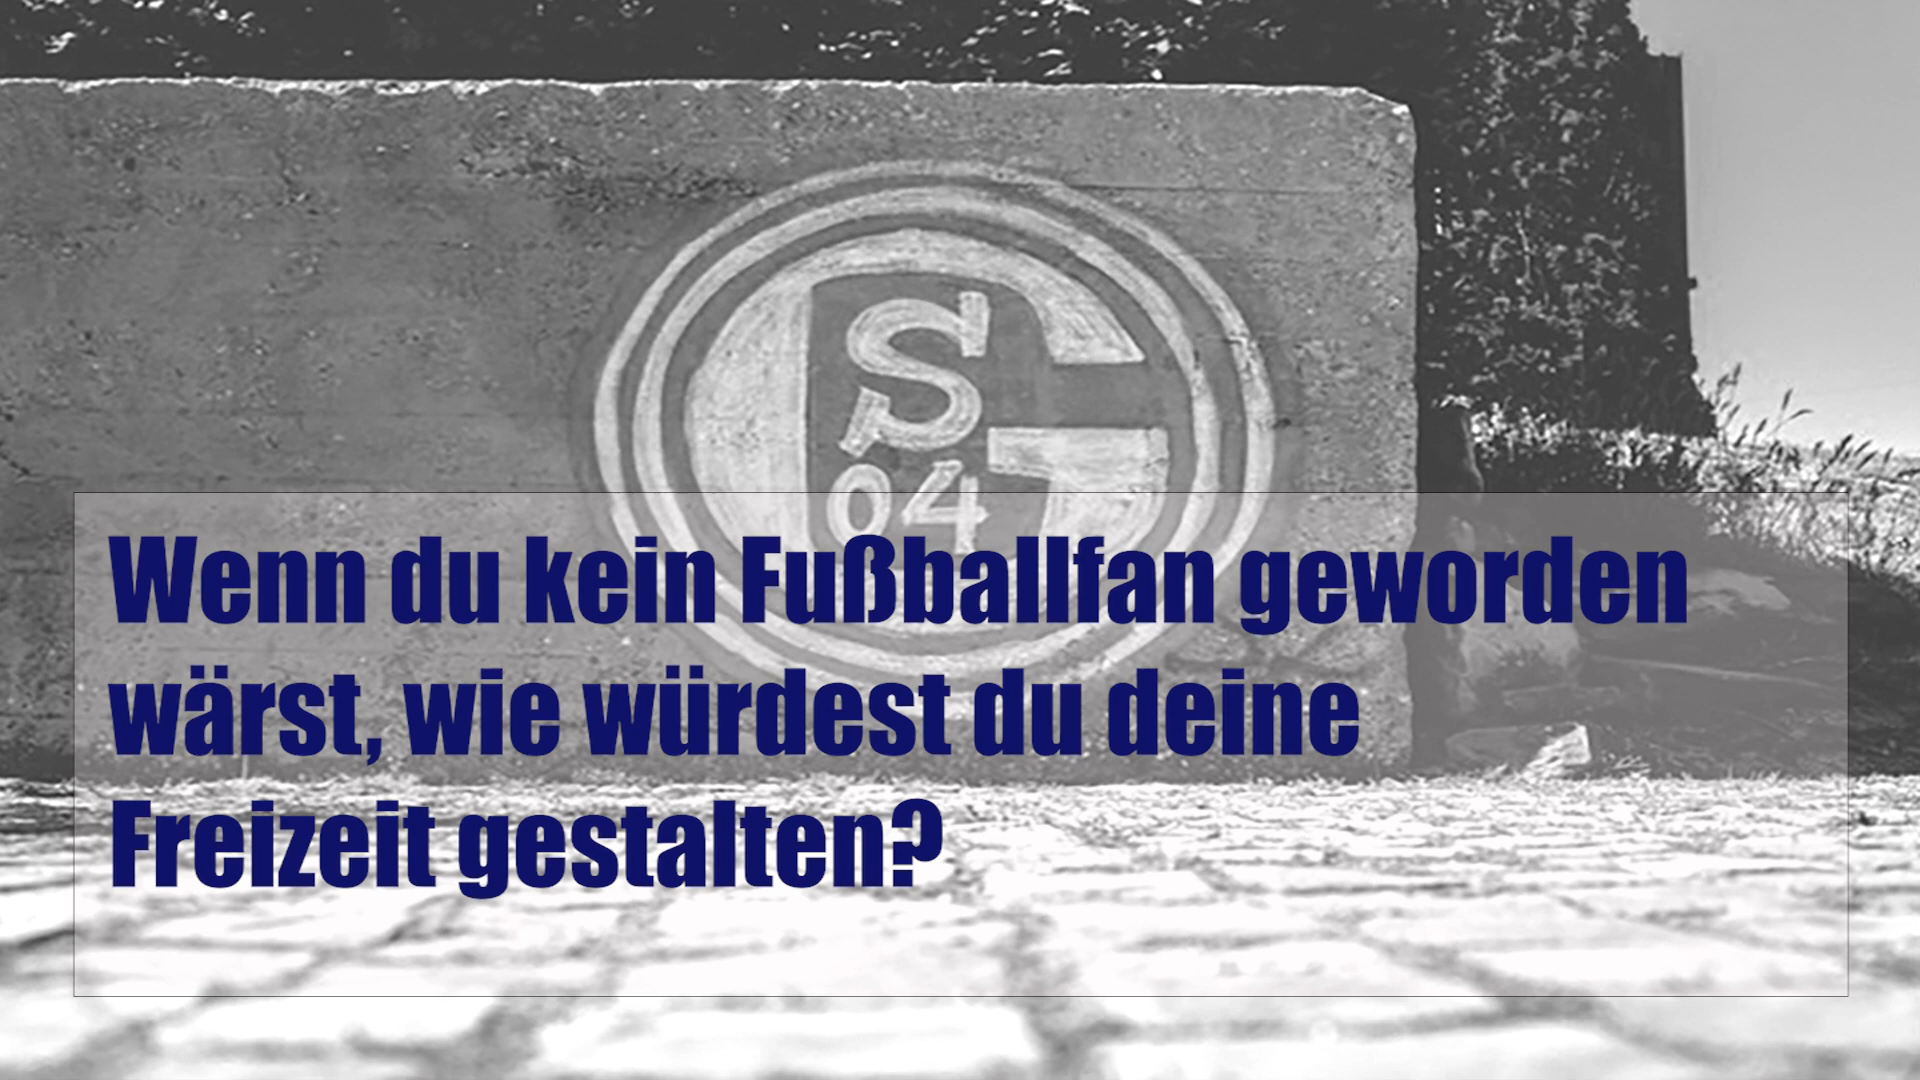 S
04
Wenn du kein Fußballfan geworden
wärst, wie würdest du deine
Freizeit gestalten?